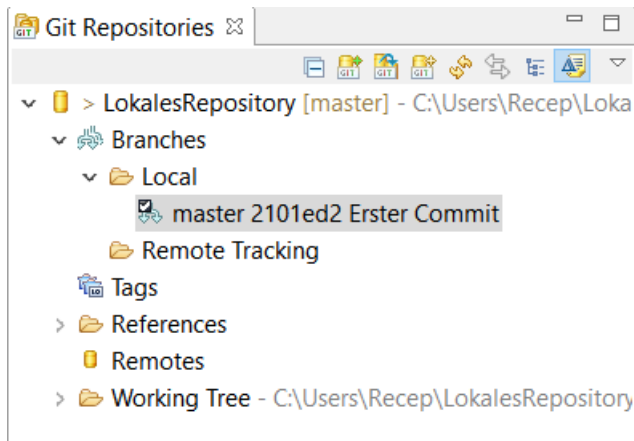 Git Repositories
> LokalesRepository [master] - C:\Users\Recep\Loka
Branches
Local
master 2101ed2 Erster Commit
Remote Tracking
Tags
References
Remotes
Working Tree - C:\Users\Recep\LokalesRepository